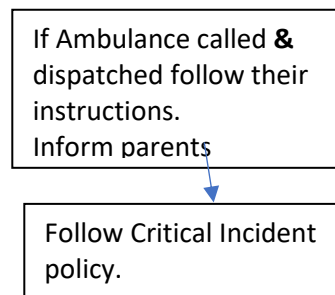 If Ambulance called &
dispatched follow their
instructions.
Inform parents
Follow Critical Incident
policy.